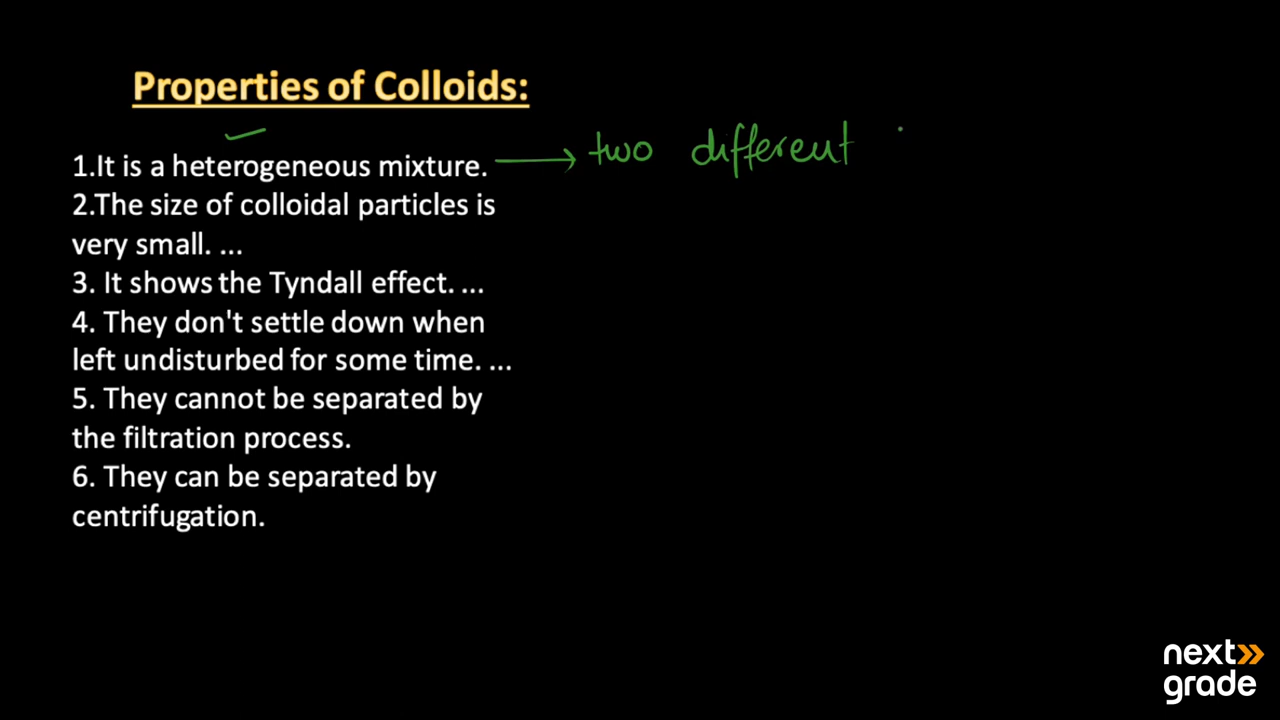 Properties of Colloids:
1.It is a heterogeneous mixture. → two different
2.The size of colloidal particles is
very small. ...
3. It shows the Tyndall effect. ...
4. They don't settle down when
left undisturbed for some time. ...
5. They cannot be separated by
the filtration process.
6. They can be separated by
centrifugation.
next
grade